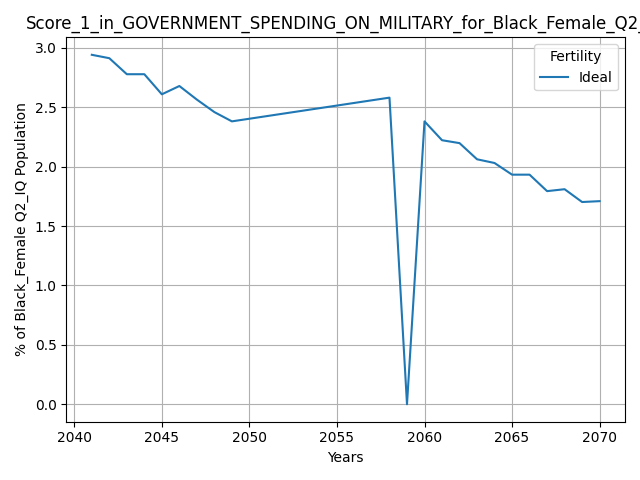 Score_1_in_GOVERNMENT_SPENDING_ON_MILITARY_for_Black_Female_Q2_
Fertility
Ideal
% of Black_Female Q2_IQ Population
3.0
2.5
2.0
1.5
1.0
0.5
0.0
2040 2045 2050 2055 2060 2065 2070
Years